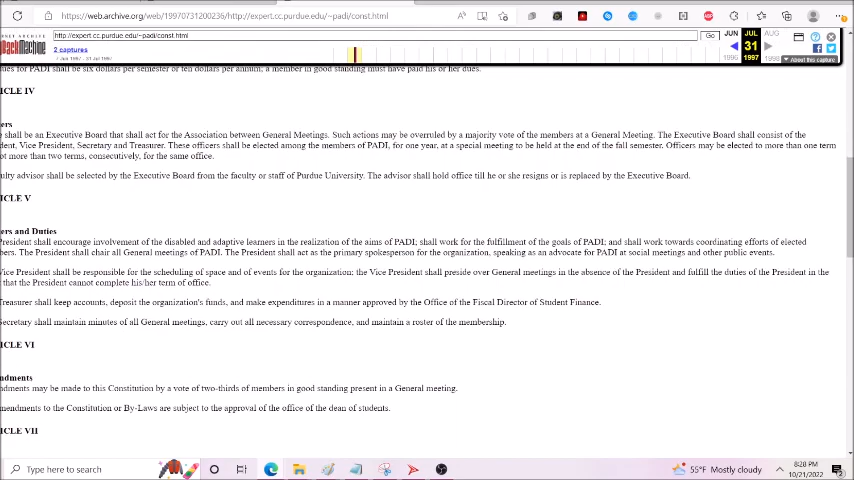 https://web.archive.org/web/19970731200236/http://expert.cc.purdue.edu/~padi/const.html
http://expert.cc.purdue.edu/~padi/const.html
Go
JUN JUL AUG
31
1996 1997 1998
2 captures
7 Jun 1997 - 31 Jul 1997
About this capture
ues for PADI shall be six dollars per semester or ten dollars per annum; a member in good standing must have paid his or her dues.
ICLE IV
ers
e shall be an Executive Board that shall act for the Association between General Meetings. Such actions may be overruled by a majority vote of the members at a General Meeting. The Executive Board shall consist of the
dent, Vice President, Secretary and Treasurer. These officers shall be elected among the members of PADI, for one year, at a special meeting to be held at the end of the fall semester. Officers may be elected to more than one term
ot more than two terms, consecutively, for the same office.
ulty advisor shall be selected by the Executive Board from the faculty or staff of Purdue University. The advisor shall hold office till he or she resigns or is replaced by the Executive Board.
ICLE V
ers and Duties
President shall encourage involvement of the disabled and adaptive learners in the realization of the aims of PADI; shall work for the fulfillment of the goals of PADI; and shall work towards coordinating efforts of elected
bers. The President shall chair all General meetings of PADI. The President shall act as the primary spokesperson for the organization, speaking as an advocate for PADI at social meetings and other public events.
Vice President shall be responsible for the scheduling of space and of events for the organization; the Vice President shall preside over General meetings in the absence of the President and fulfill the duties of the President in the
t that the President cannot complete his/her term of office.
Treasurer shall keep accounts, deposit the organization's funds, and make expenditures in a manner approved by the Office of the Fiscal Director of Student Finance.
Secretary shall maintain minutes of all General meetings, carry out all necessary correspondence, and maintain a roster of the membership.
ICLE VI
ndments
ndments may be made to this Constitution by a vote of two-thirds of members in good standing present in a General meeting.
mendments to the Constitution or By-Laws are subject to the approval of the office of the dean of students.
ICLE VII
Type here to search
55°F Mostly cloudy
8:28 PM
10/21/2022